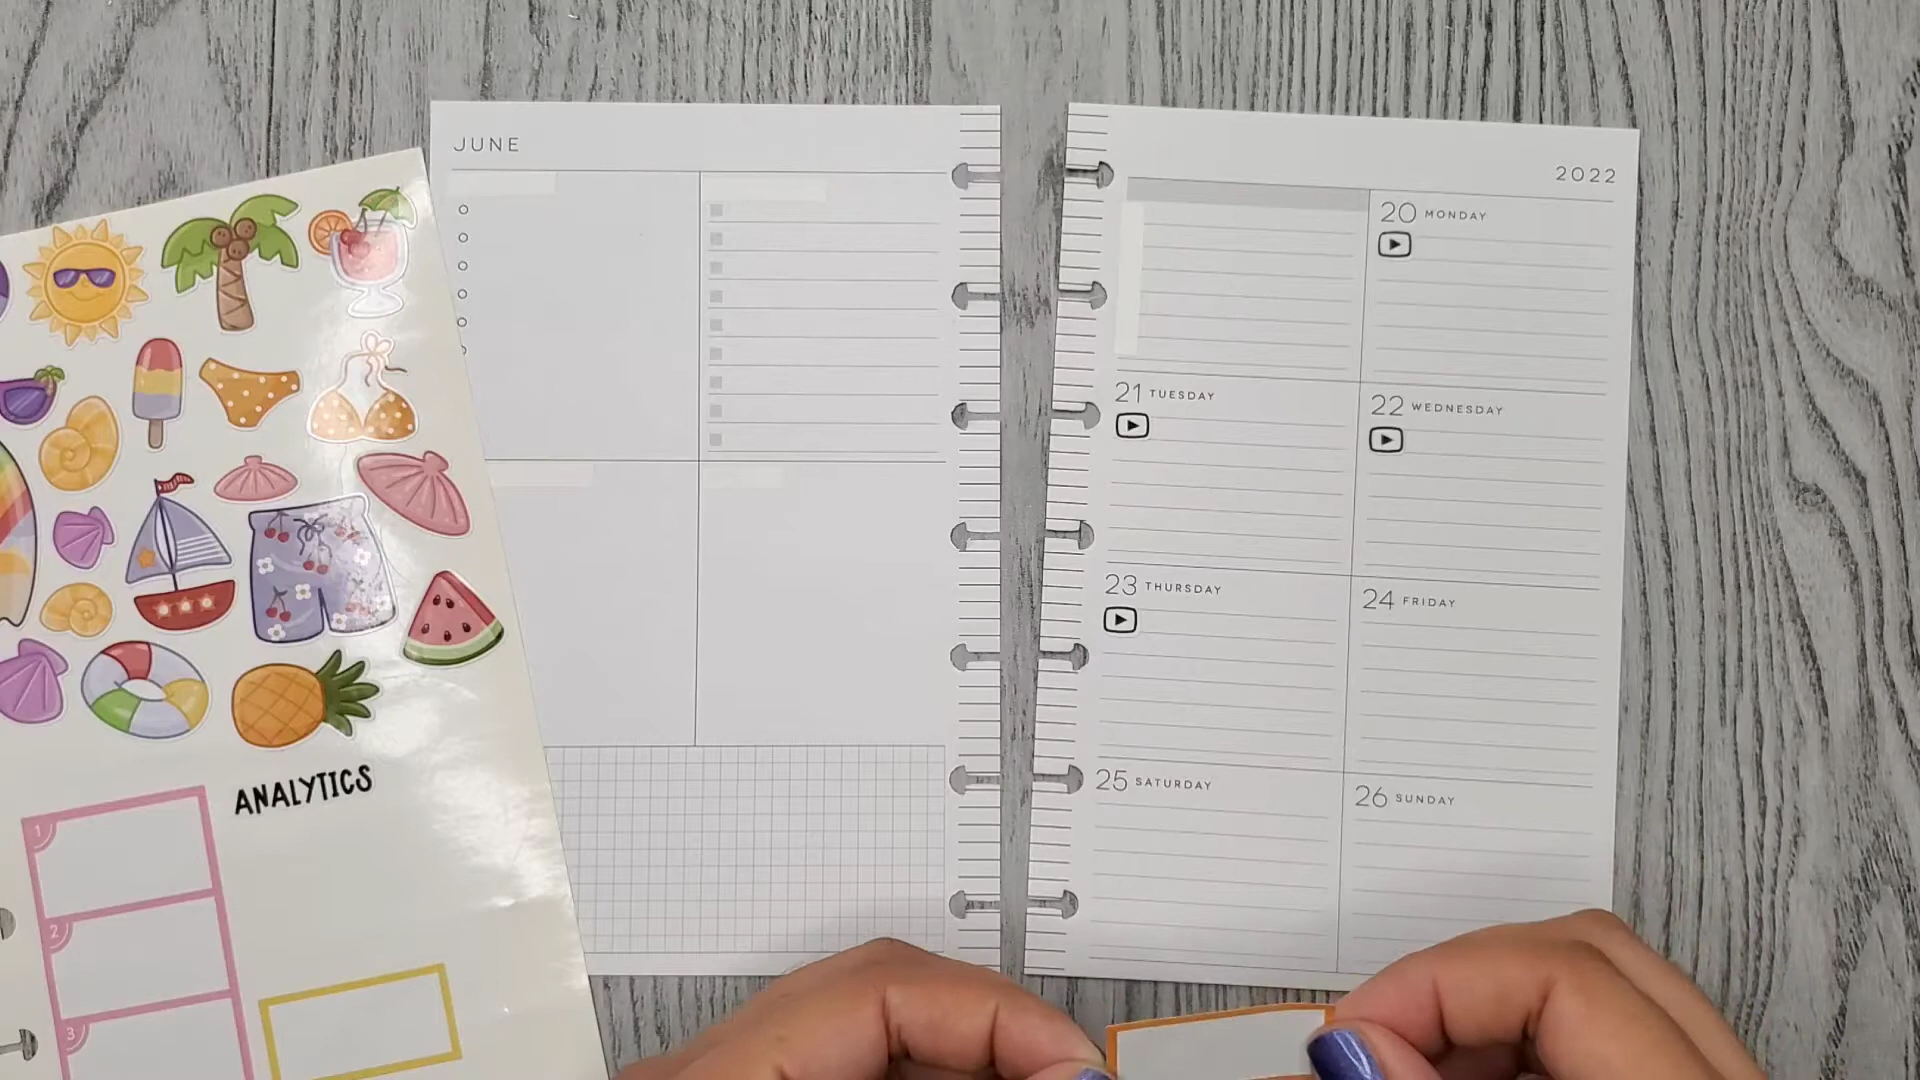 JUNE
2022
20 MONDAY
21 TUESDAY
22 WEDNESDAY
23 THURSDAY
24 FRIDAY
25 SATURDAY
26 SUNDAY
ANALYTICS
1
2
3